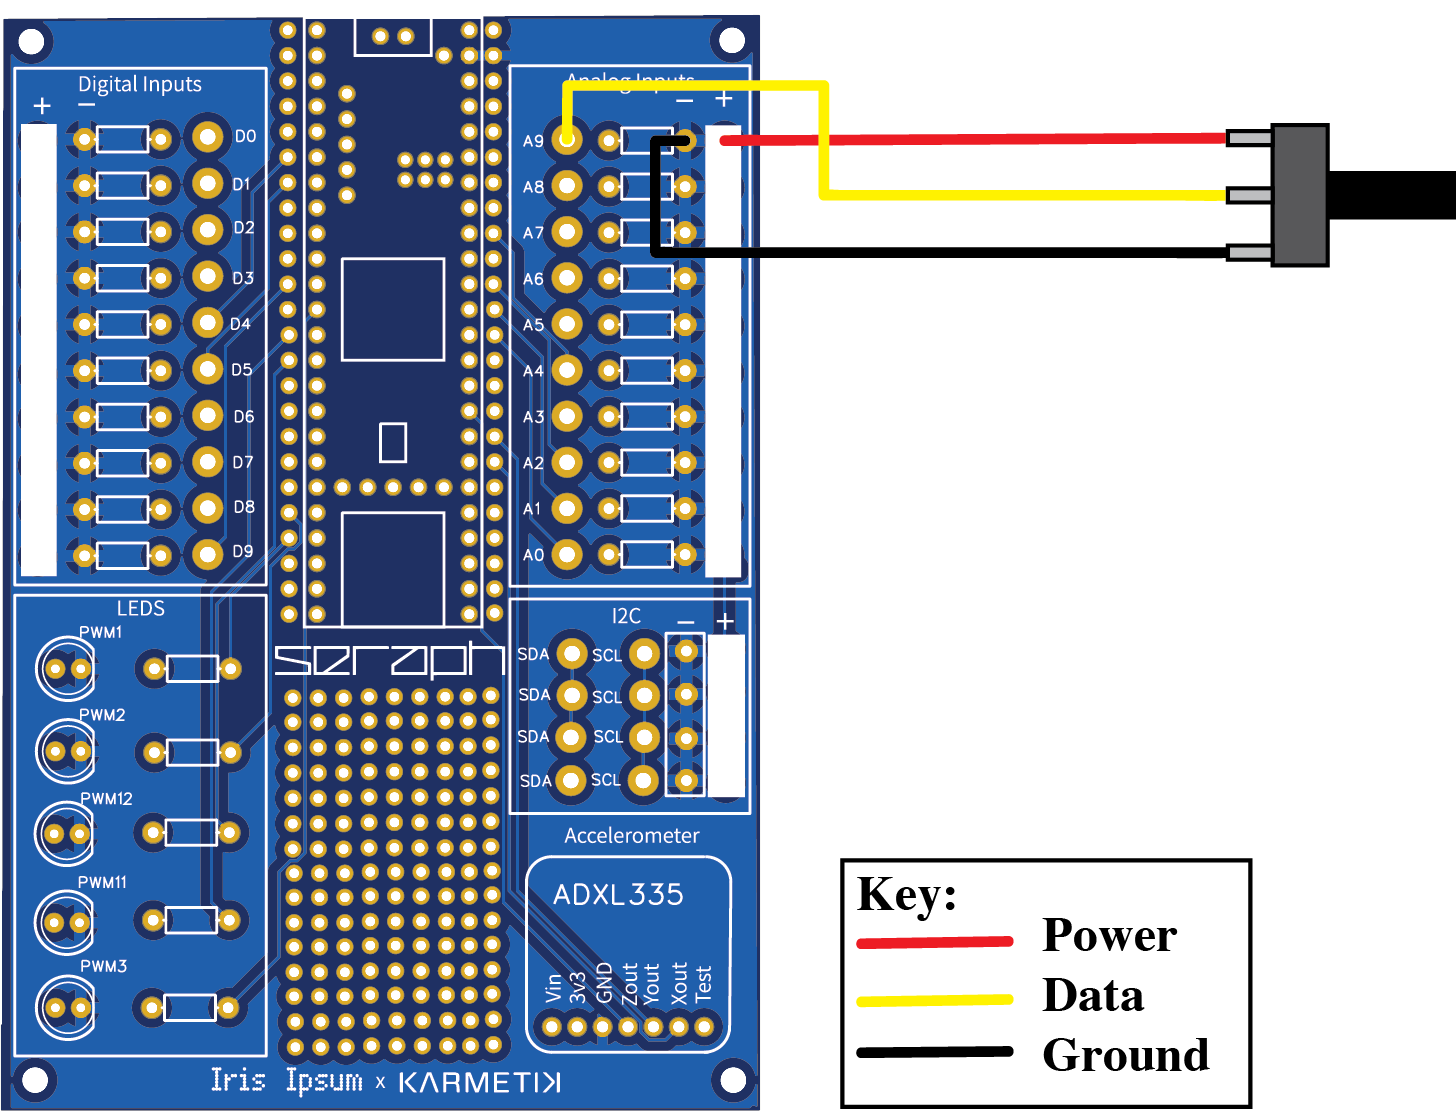 Digital Inputs
+ −
D0
D1
D2
D3
D4
D5
D6
D7
D8
D9
Analog Inputs
− +
A9
A8
A7
A6
A5
A4
A3
A2
A1
A0
LEDS
PWM1
PWM2
PWM12
PWM11
PWM3
seraph
I2C
− +
SDA SCL
SDA SCL
SDA SCL
SDA SCL
Accelerometer
ADXL335
Vin
3v3
GND
Zout
Yout
Xout
Test
Iris Ipsum x KARMETIK
Key:
Power
Data
Ground